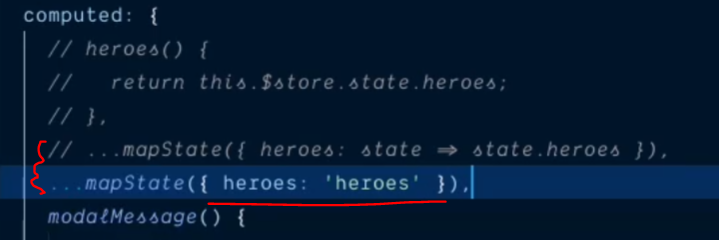 computed: {
// heroes() {
//   return this.$store.state.heroes;
// },
// ...mapState({ heroes: state => state.heroes }),
...mapState({ heroes: 'heroes' }),
modalMessage() {